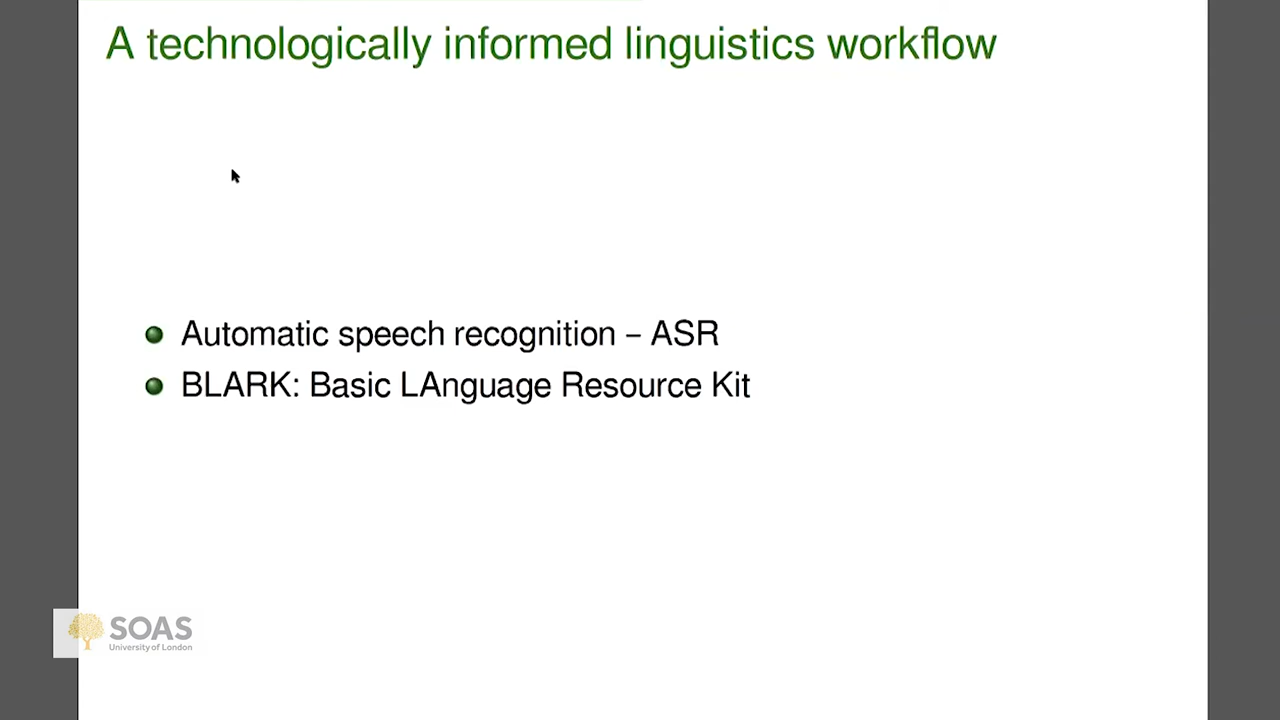 A technologically informed linguistics workflow
Automatic speech recognition – ASR
BLARK: Basic LAnguage Resource Kit
SOAS
University of London